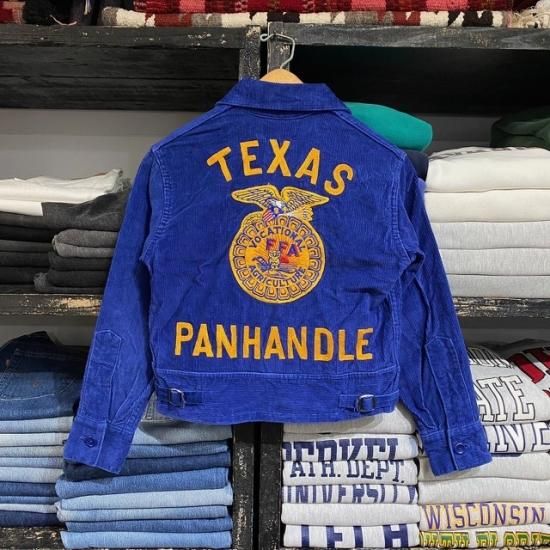 TEXAS
VOCATIONAL
FFA
AGRICULTURE
PANHANDLE
ATH. DEPT.
UNIVERSITY
WISCONSIN